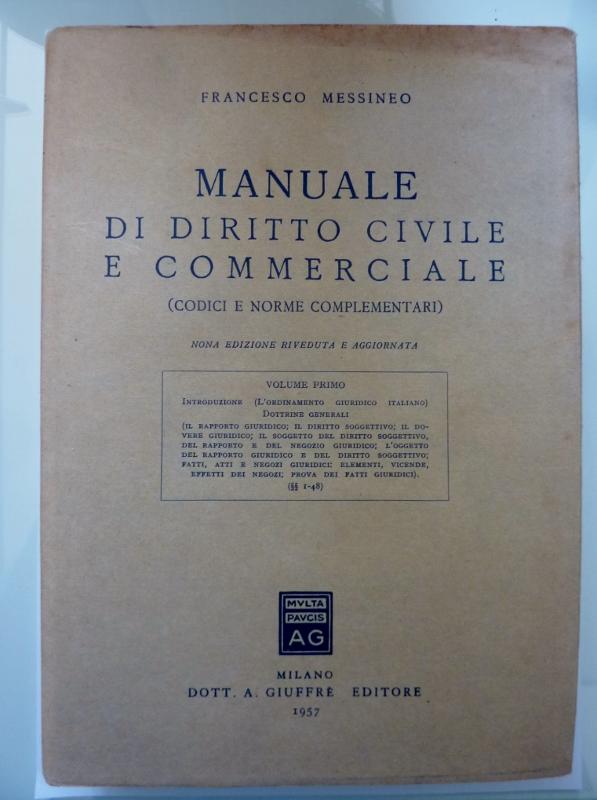 FRANCESCO MESSINEO
MANUALE
DI DIRITTO CIVILE
E COMMERCIALE
(CODICI E NORME COMPLEMENTARI)
NONA EDIZIONE RIVEDUTA E AGGIORNATA
VOLUME PRIMO
INTRODUZIONE (L'ORDINAMENTO GIURIDICO ITALIANO)
DOTTRINE GENERALI
(IL RAPPORTO GIURIDICO; IL DIRITTO SOGGETTIVO; IL DO-
VERE GIURIDICO; IL SOGGETTO DEL DIRITTO SOGGETTIVO,
DEL RAPPORTO E DEL NEGOZIO GIURIDICO; L'OGGETTO
DEL RAPPORTO GIURIDICO E DEL DIRITTO SOGGETTIVO;
FATTI, ATTI E NEGOZI GIURIDICI: ELEMENTI, VICENDE,
EFFETTI DEI NEGOZI; PROVA DEI FATTI GIURIDICI).
(§§ 1-48)
MVLTA
PAVCIS
AG
MILANO
DOTT. A. GIUFFRÈ EDITORE
1957